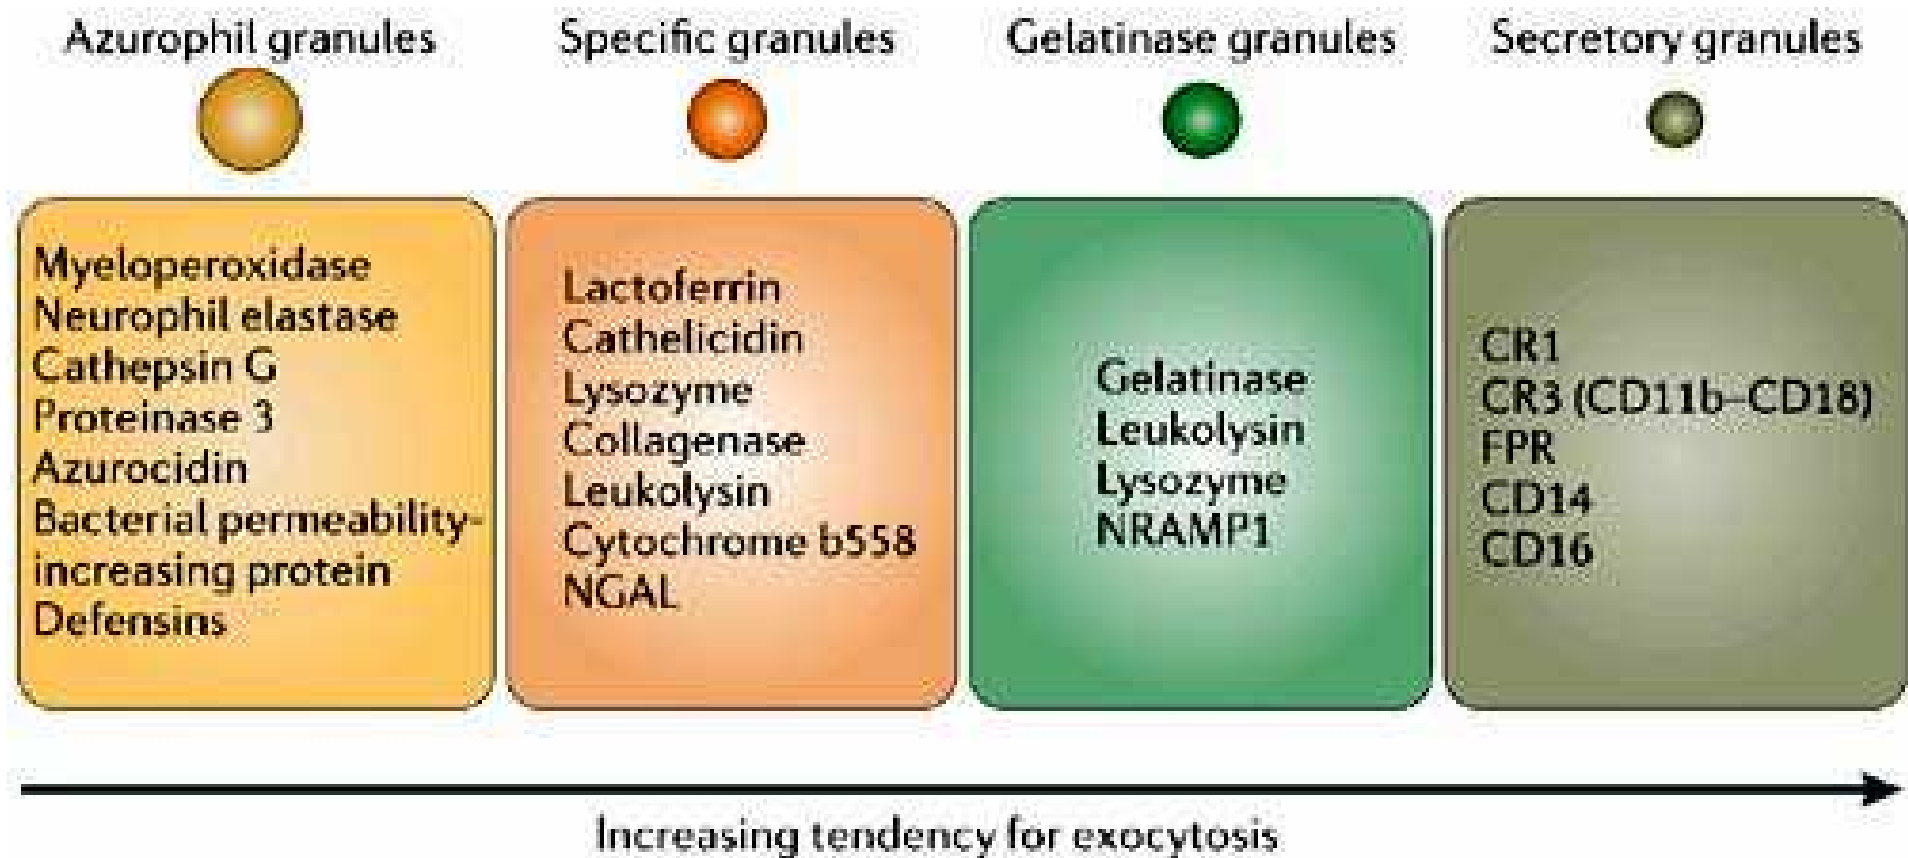 Azurophil granules
Specific granules
Gelatinase granules
Secretory granules
Myeloperoxidase
Neurophil elastase
Cathepsin G
Proteinase 3
Azurocidin
Bacterial permeability-
increasing protein
Defensins
Lactoferrin
Cathelicidin
Lysozyme
Collagenase
Leukolysin
Cytochrome b558
NGAL
Gelatinase
Leukolysin
Lysozyme
NRAMP1
CR1
CR3 (CD11b–CD18)
FPR
CD14
CD16
Increasing tendency for exocytosis